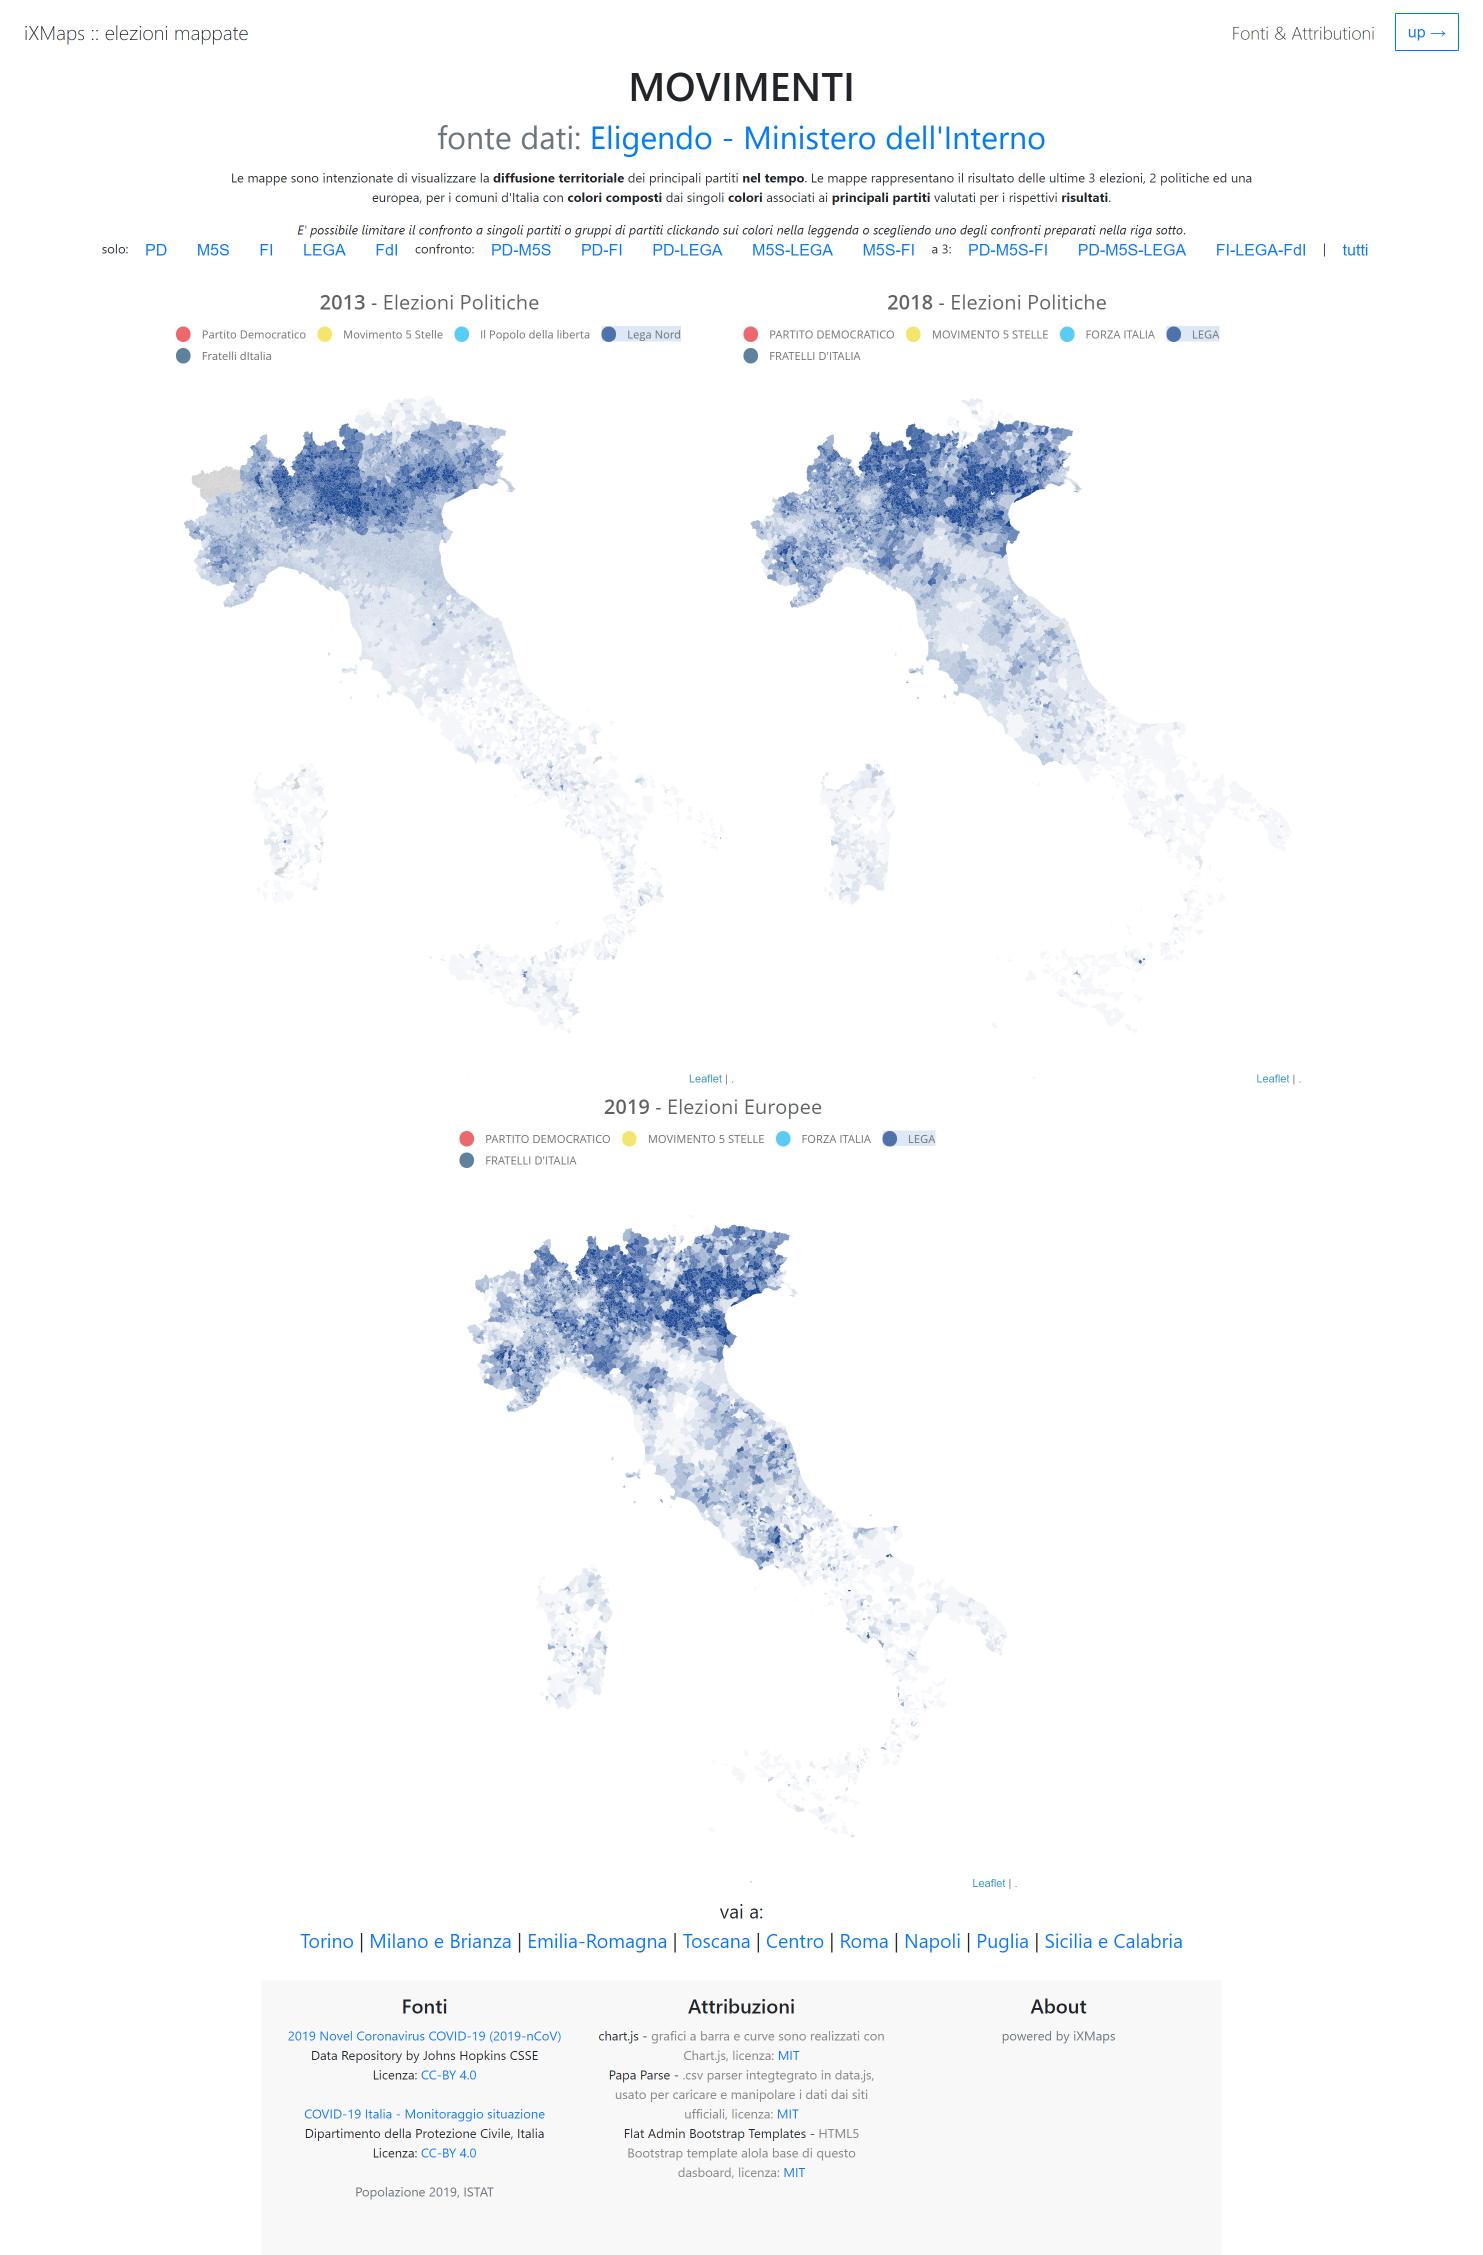 iXMaps :: elezioni mappate
Fonti & Attributioni
up →
MOVIMENTI
fonte dati: Eligendo - Ministero dell'Interno
Le mappe sono intenzionate di visualizzare la diffusione territoriale dei principali partiti nel tempo. Le mappe rappresentano il risultato delle ultime 3 elezioni, 2 politiche ed una
europea, per i comuni d'Italia con colori composti dai singoli colori associati ai principali partiti valutati per i rispettivi risultati.
E' possibile limitare il confronto a singoli partiti o gruppi di partiti clickando sui colori nella leggenda o scegliendo uno degli confronti preparati nella riga sotto.
solo: PD M5S FI LEGA FdI confronto: PD-M5S PD-FI PD-LEGA M5S-LEGA M5S-FI a 3: PD-M5S-FI PD-M5S-LEGA FI-LEGA-FdI | tutti
2013 - Elezioni Politiche
Partito Democratico Movimento 5 Stelle Il Popolo della liberta Lega Nord
Fratelli dItalia
Leaflet | .
2018 - Elezioni Politiche
PARTITO DEMOCRATICO MOVIMENTO 5 STELLE FORZA ITALIA LEGA
FRATELLI D'ITALIA
Leaflet | .
2019 - Elezioni Europee
PARTITO DEMOCRATICO MOVIMENTO 5 STELLE FORZA ITALIA LEGA
FRATELLI D'ITALIA
Leaflet | .
vai a:
Torino | Milano e Brianza | Emilia-Romagna | Toscana | Centro | Roma | Napoli | Puglia | Sicilia e Calabria
Fonti
2019 Novel Coronavirus COVID-19 (2019-nCoV)
Data Repository by Johns Hopkins CSSE
Licenza: CC-BY 4.0
COVID-19 Italia - Monitoraggio situazione
Dipartimento della Protezione Civile, Italia
Licenza: CC-BY 4.0
Popolazione 2019, ISTAT
Attribuzioni
chart.js - grafici a barra e curve sono realizzati con
Chart.js, licenza: MIT
Papa Parse - .csv parser integtegrato in data.js,
usato per caricare e manipolare i dati dai siti
ufficiali, licenza: MIT
Flat Admin Bootstrap Templates - HTML5
Bootstrap template alola base di questo
dasboard, licenza: MIT
About
powered by iXMaps